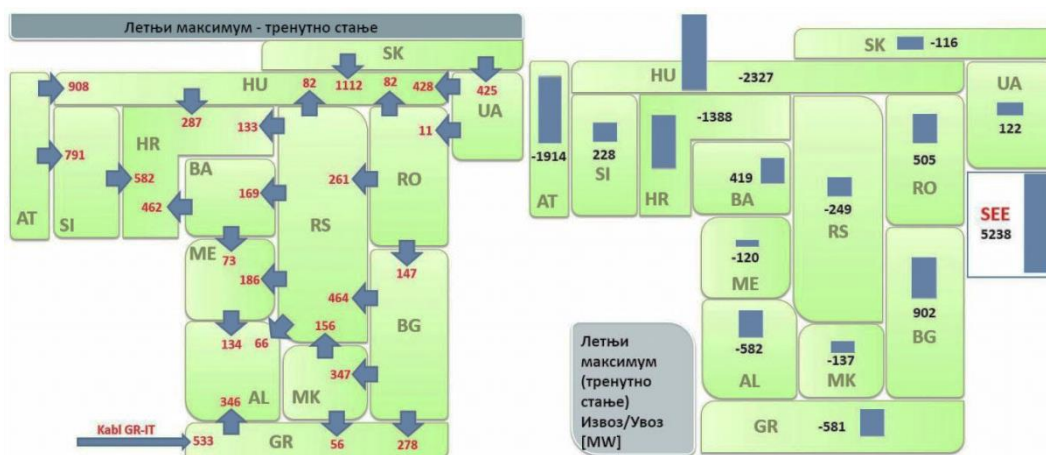 Летњи максимум - тренутно стање
SK
HU
908
82
1112
82
428
425
UA
287
HR
133
11
791
582
BA
169
261
RO
462
AT
SI
RS
ME
73
186
147
464
BG
134
66
156
AL
MK
347
346
Kabl GR-IT
533
GR
56
278
SK
-116
HU
-2327
UA
122
-1388
-1914
228
SI
505
RO
419
BA
AT
HR
-249
RS
SEE
5238
-120
ME
902
BG
-582
AL
-137
MK
GR
-581
Летњи
максимум
(тренутно
стање)
Извоз/Увоз
[MW]